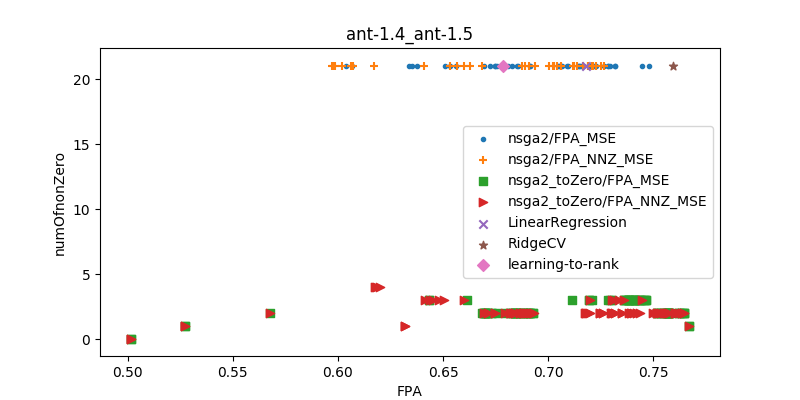 ant-1.4_ant-1.5
numOfnonZero
20
15
10
5
0
nsga2/FPA_MSE
nsga2/FPA_NNZ_MSE
nsga2_toZero/FPA_MSE
nsga2_toZero/FPA_NNZ_MSE
LinearRegression
RidgeCV
learning-to-rank
0.50 0.55 0.60 0.65 0.70 0.75
FPA